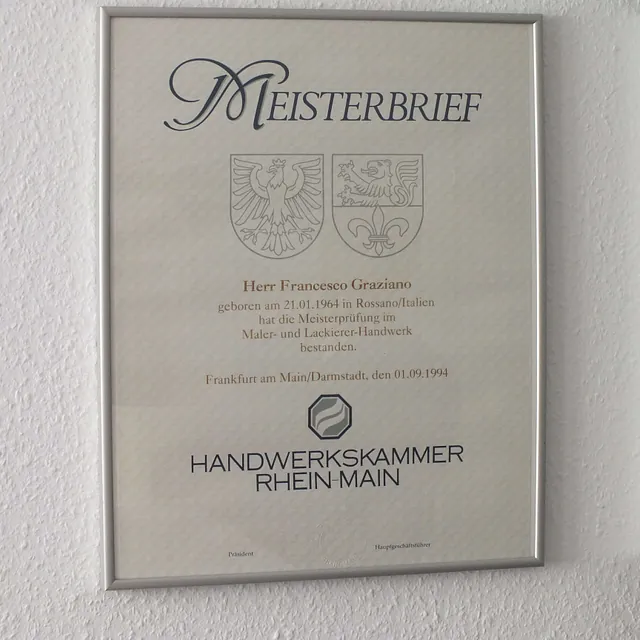 MEISTERBRIEF
Herr Francesco Graziano
geboren am 21.01.1964 in Rossano/Italien
hat die Meisterprüfung im
Maler- und Lackierer-Handwerk
bestanden.
Frankfurt am Main/Darmstadt, den 01.09.1994
HANDWERKSKAMMER
RHEIN-MAIN
Präsident Hauptgeschäftsführer